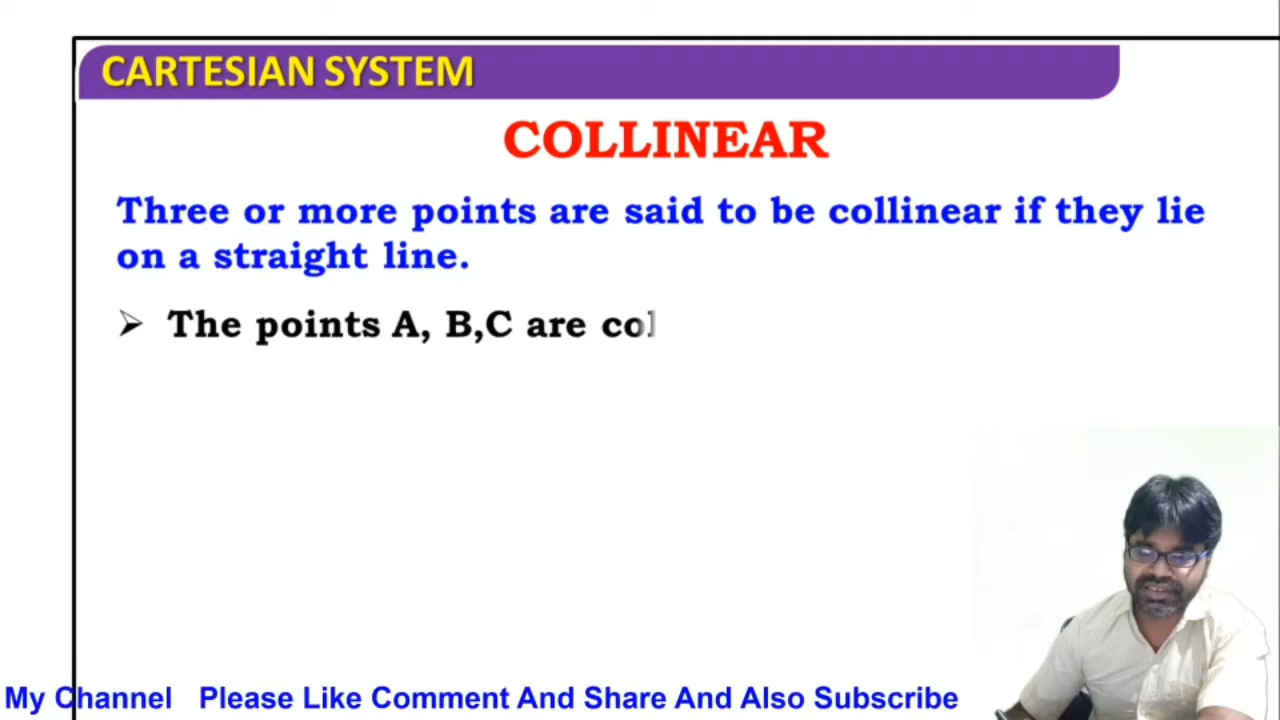 CARTESIAN SYSTEM
COLLINEAR
Three or more points are said to be collinear if they lie
on a straight line.
➢ The points A, B,C are col
My Channel Please Like Comment And Share And Also Subscribe